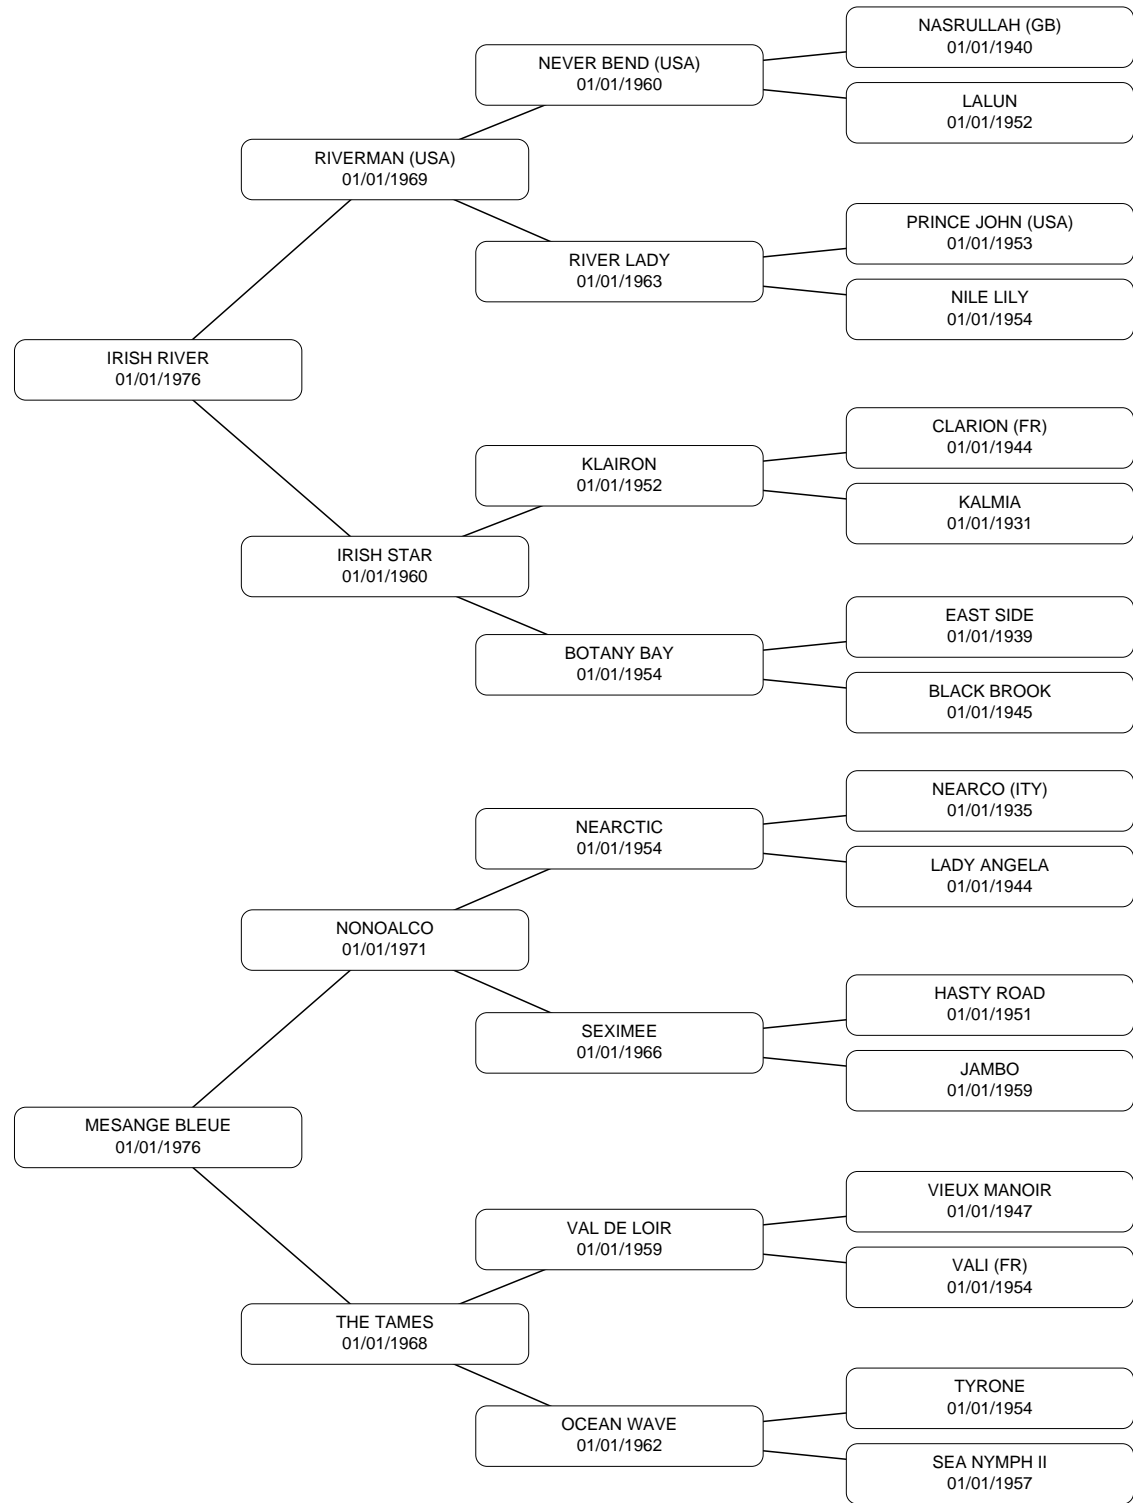 NASRULLAH (GB)
01/01/1940
NEVER BEND (USA)
01/01/1960
LALUN
01/01/1952
RIVERMAN (USA)
01/01/1969
PRINCE JOHN (USA)
01/01/1953
RIVER LADY
01/01/1963
NILE LILY
01/01/1954
IRISH RIVER
01/01/1976
CLARION (FR)
01/01/1944
KLAIRON
01/01/1952
KALMIA
01/01/1931
IRISH STAR
01/01/1960
EAST SIDE
01/01/1939
BOTANY BAY
01/01/1954
BLACK BROOK
01/01/1945
NEARCO (ITY)
01/01/1935
NEARCTIC
01/01/1954
LADY ANGELA
01/01/1944
NONOALCO
01/01/1971
HASTY ROAD
01/01/1951
SEXIMEE
01/01/1966
JAMBO
01/01/1959
MESANGE BLEUE
01/01/1976
VIEUX MANOIR
01/01/1947
VAL DE LOIR
01/01/1959
VALI (FR)
01/01/1954
THE TAMES
01/01/1968
TYRONE
01/01/1954
OCEAN WAVE
01/01/1962
SEA NYMPH II
01/01/1957